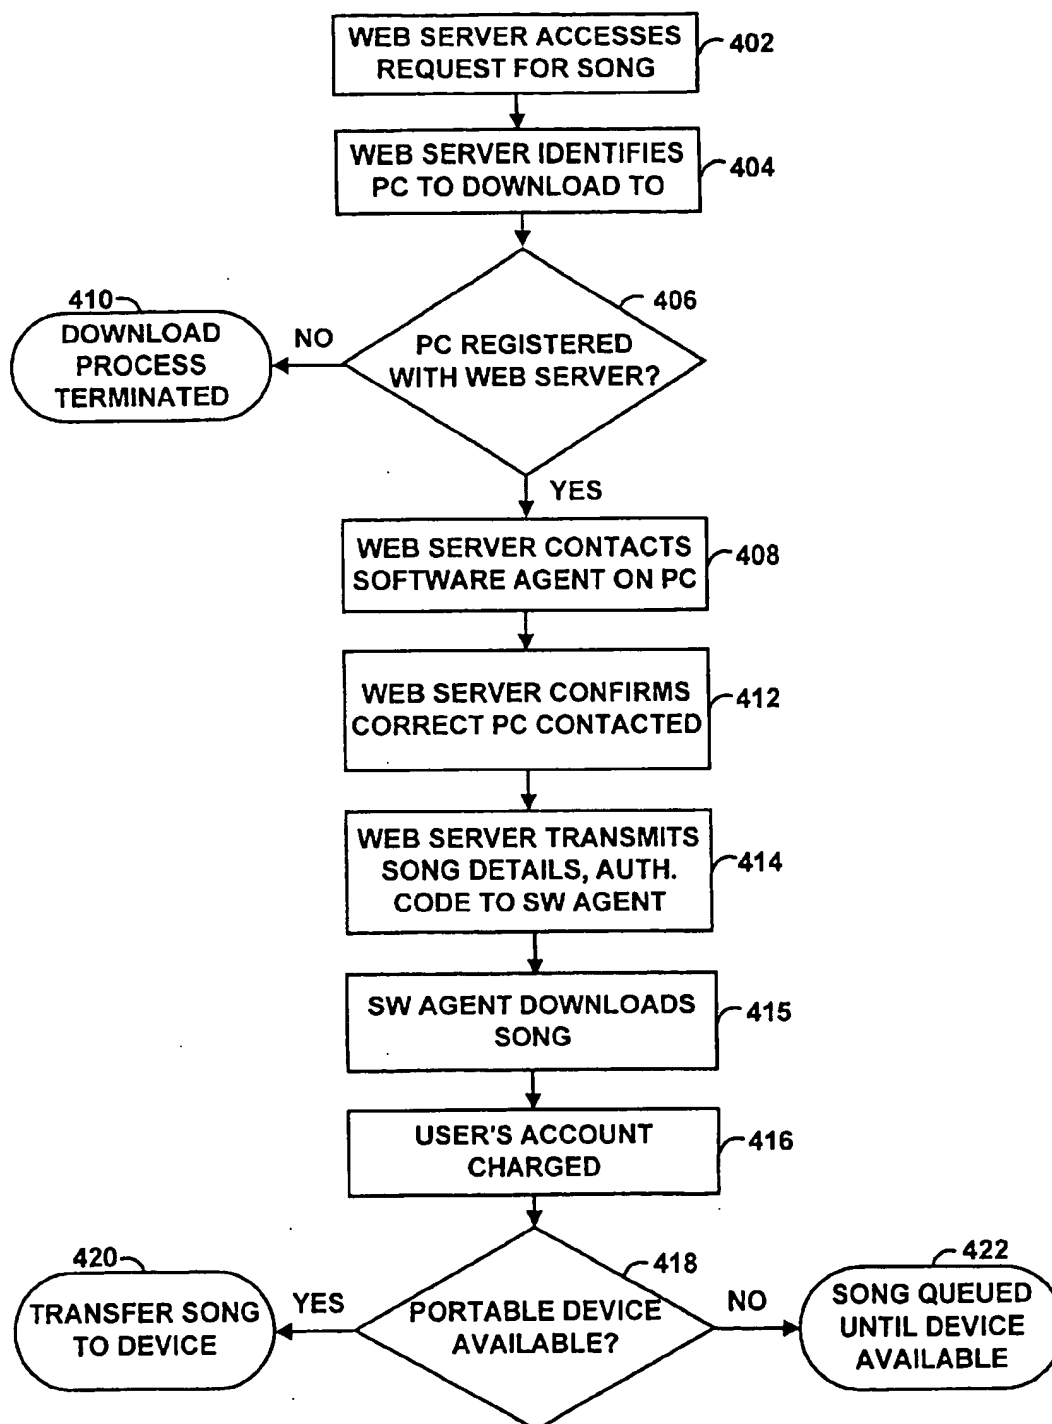 WEB SERVER ACCESSES
REQUEST FOR SONG
402
WEB SERVER IDENTIFIES
PC TO DOWNLOAD TO
404
406
PC REGISTERED
WITH WEB SERVER?
NO
410
DOWNLOAD
PROCESS
TERMINATED
YES
WEB SERVER CONTACTS
SOFTWARE AGENT ON PC
408
WEB SERVER CONFIRMS
CORRECT PC CONTACTED
412
WEB SERVER TRANSMITS
SONG DETAILS, AUTH.
CODE TO SW AGENT
414
SW AGENT DOWNLOADS
SONG
415
USER'S ACCOUNT
CHARGED
416
418
PORTABLE DEVICE
AVAILABLE?
YES
420
TRANSFER SONG
TO DEVICE
NO
422
SONG QUEUED
UNTIL DEVICE
AVAILABLE